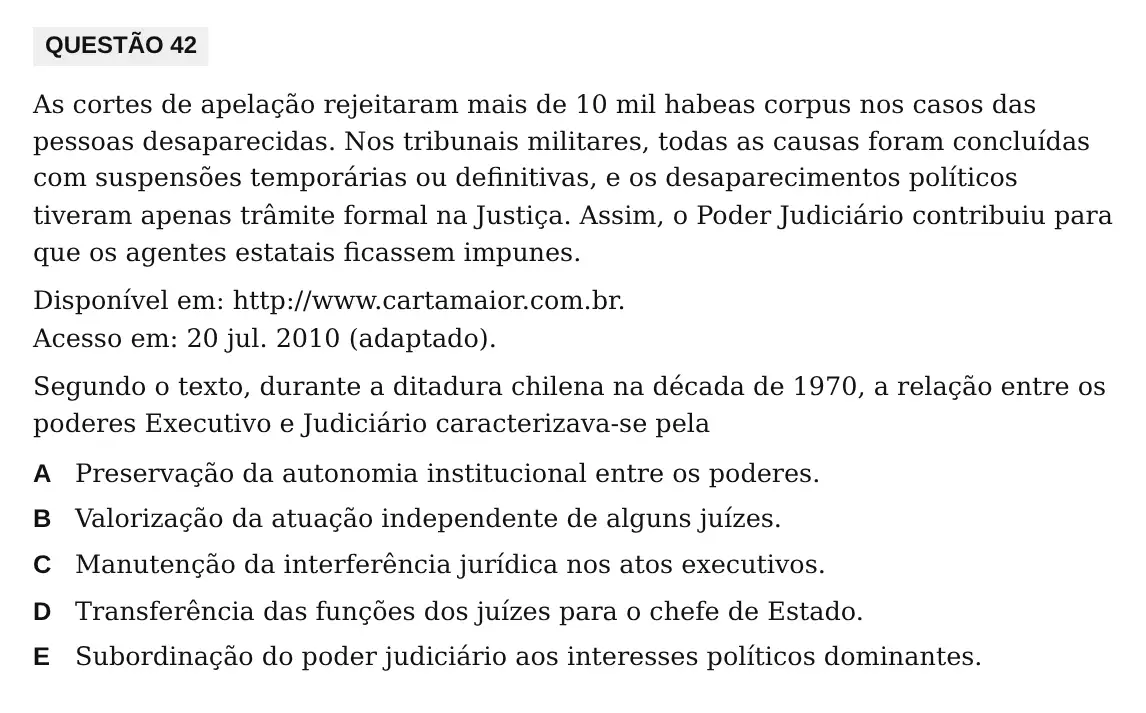 QUESTÃO 42
As cortes de apelação rejeitaram mais de 10 mil habeas corpus nos casos das
pessoas desaparecidas. Nos tribunais militares, todas as causas foram concluídas
com suspensões temporárias ou definitivas, e os desaparecimentos políticos
tiveram apenas trâmite formal na Justiça. Assim, o Poder Judiciário contribuiu para
que os agentes estatais ficassem impunes.
Disponível em: http://www.cartamaior.com.br.
Acesso em: 20 jul. 2010 (adaptado).
Segundo o texto, durante a ditadura chilena na década de 1970, a relação entre os
poderes Executivo e Judiciário caracterizava-se pela
A Preservação da autonomia institucional entre os poderes.
B Valorização da atuação independente de alguns juízes.
C Manutenção da interferência jurídica nos atos executivos.
D Transferência das funções dos juízes para o chefe de Estado.
E Subordinação do poder judiciário aos interesses políticos dominantes.